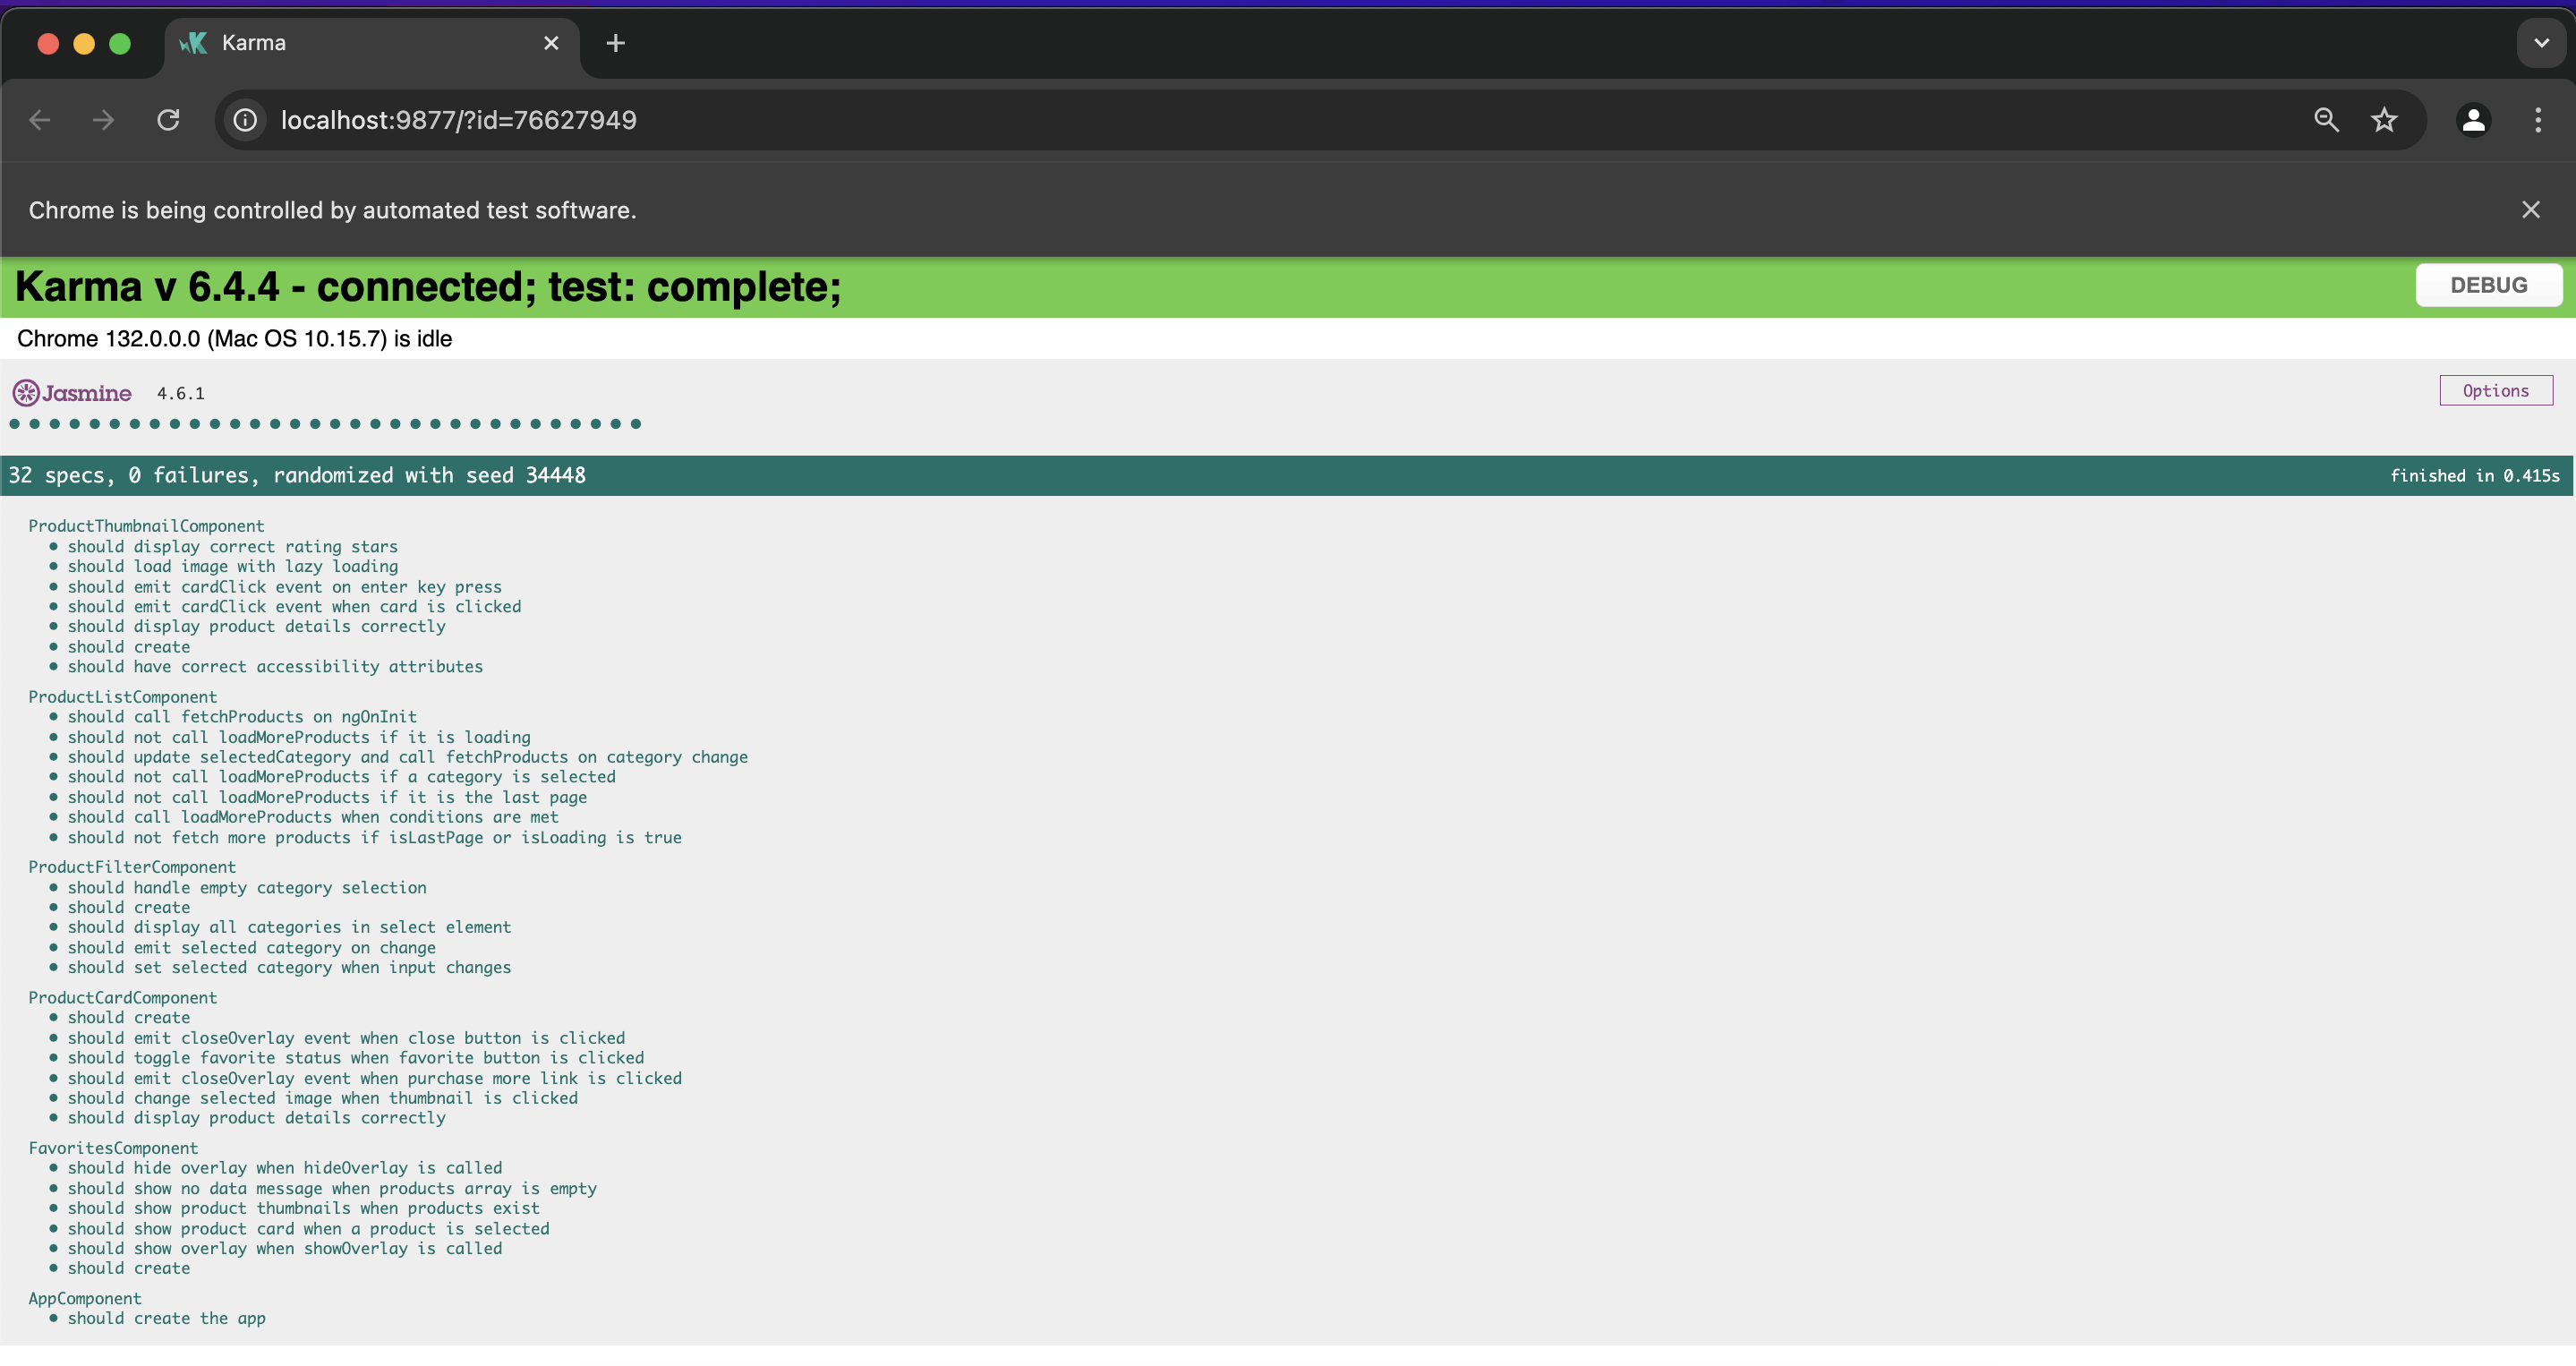 Karma
localhost:9877/?id=76627949
Chrome is being controlled by automated test software.
Karma v 6.4.4 - connected; test: complete;
DEBUG
Chrome 132.0.0.0 (Mac OS 10.15.7) is idle
Jasmine 4.6.1
Options
32 specs, 0 failures, randomized with seed 34448
finished in 0.415s
ProductThumbnailComponent
• should display correct rating stars
• should load image with lazy loading
• should emit cardClick event on enter key press
• should emit cardClick event when card is clicked
• should display product details correctly
• should create
• should have correct accessibility attributes
ProductListComponent
• should call fetchProducts on ngOnInit
• should not call loadMoreProducts if it is loading
• should update selectedCategory and call fetchProducts on category change
• should not call loadMoreProducts if a category is selected
• should not call loadMoreProducts if it is the last page
• should call loadMoreProducts when conditions are met
• should not fetch more products if isLastPage or isLoading is true
ProductFilterComponent
• should handle empty category selection
• should create
• should display all categories in select element
• should emit selected category on change
• should set selected category when input changes
ProductCardComponent
• should create
• should emit closeOverlay event when close button is clicked
• should toggle favorite status when favorite button is clicked
• should emit closeOverlay event when purchase more link is clicked
• should change selected image when thumbnail is clicked
• should display product details correctly
FavoritesComponent
• should hide overlay when hideOverlay is called
• should show no data message when products array is empty
• should show product thumbnails when products exist
• should show product card when a product is selected
• should show overlay when showOverlay is called
• should create
AppComponent
• should create the app